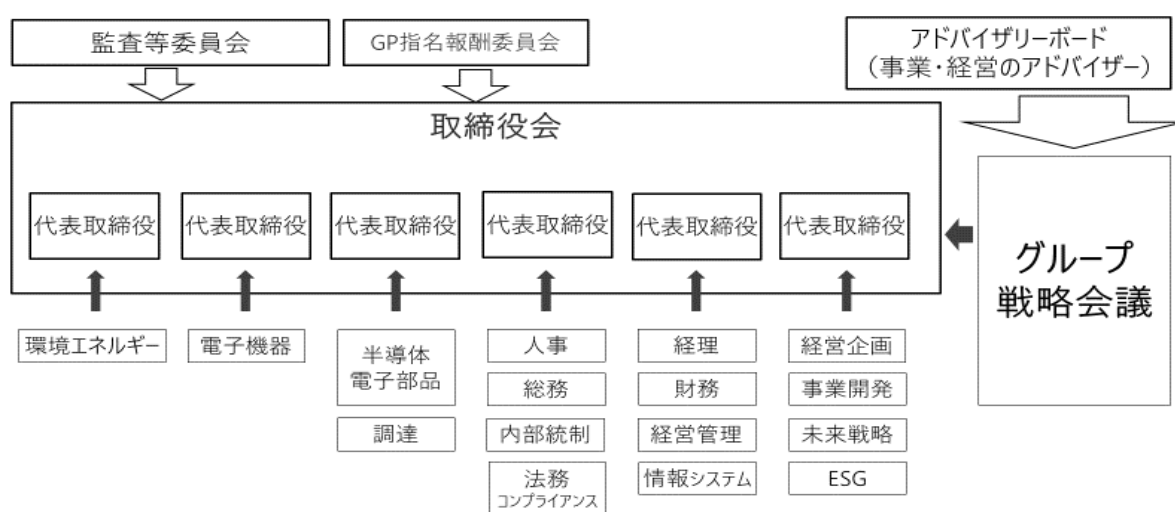 監査等委員会
GP指名報酬委員会
アドバイザリーボード
（事業・経営のアドバイザー）
取締役会
代表取締役
代表取締役
代表取締役
代表取締役
代表取締役
代表取締役
グループ
戦略会議
環境エネルギー
電子機器
半導体
電子部品
調達
人事
総務
内部統制
法務
コンプライアンス
経理
財務
経営管理
情報システム
経営企画
事業開発
未来戦略
ESG